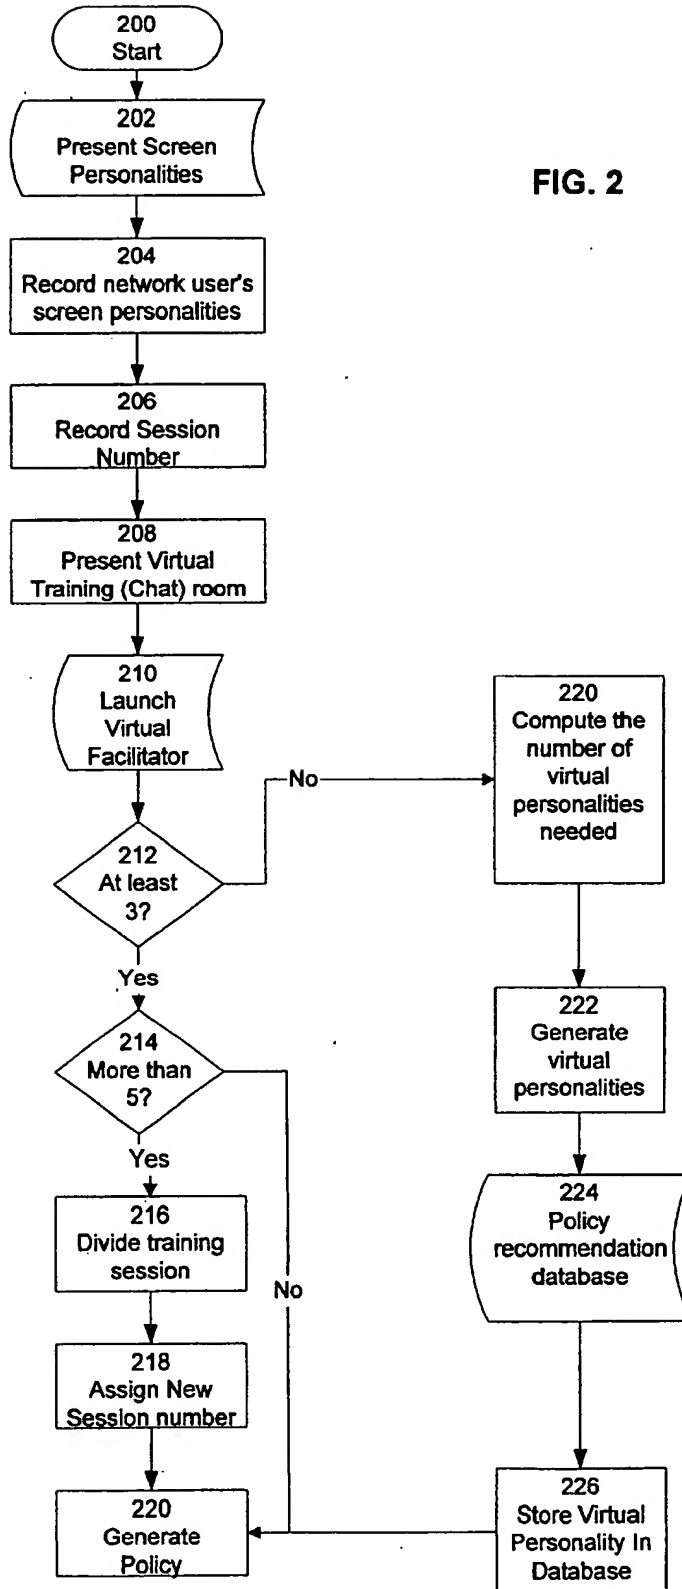 200
Start
202
Present Screen
Personalities
FIG. 2
204
Record network user's
screen personalities
206
Record Session
Number
208
Present Virtual
Training (Chat) room
210
Launch
Virtual
Facilitator
No
212
At least
3?
Yes
214
More than
5?
Yes
No
216
Divide training
session
218
Assign New
Session number
220
Generate
Policy
220
Compute the
number of
virtual
personalities
needed
222
Generate
virtual
personalities
224
Policy
recommendation
database
226
Store Virtual
Personality In
Database